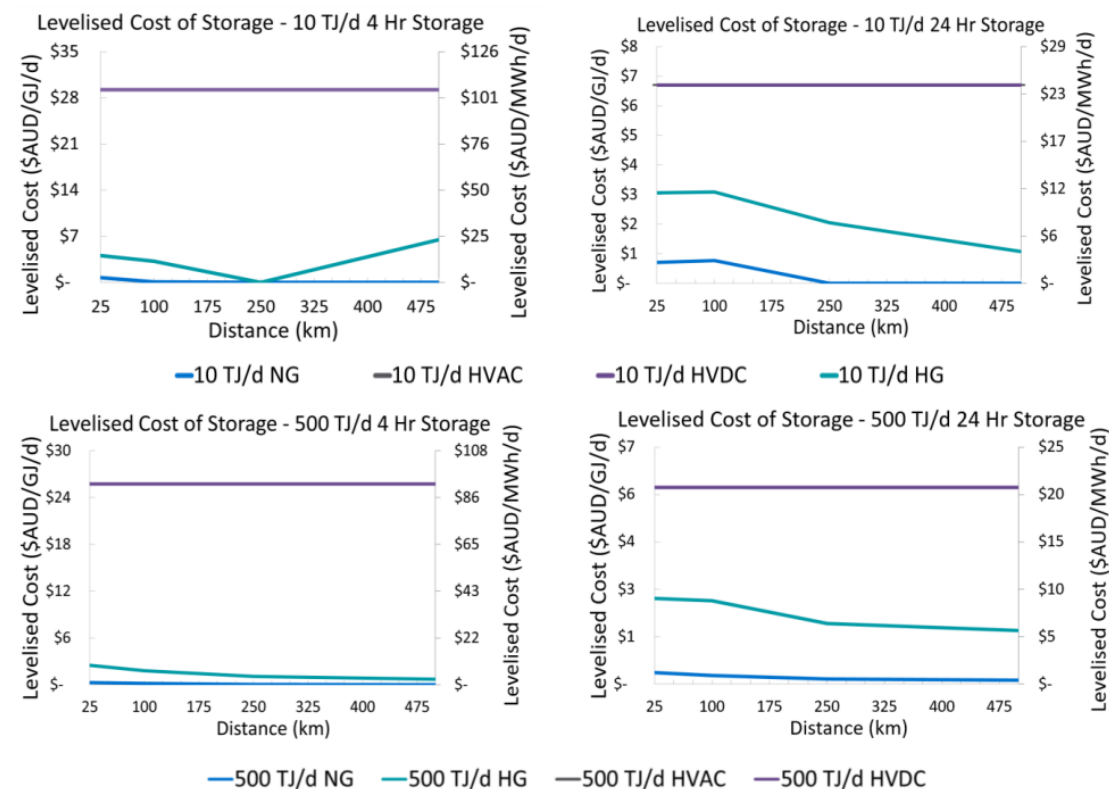 Levelised Cost of Storage - 10 TJ/d 4 Hr Storage
Levelised Cost ($AUD/GJ/d)
$35
$28
$21
$14
$7
$-
$126
$101
$76
$50
$25
$-
Levelised Cost ($AUD/MWh/d)
25 100 175 250 325 400 475
Distance (km)
Levelised Cost of Storage - 10 TJ/d 24 Hr Storage
Levelised Cost ($AUD/GJ/d)
$8
$7
$6
$5
$4
$3
$2
$1
$-
$29
$23
$17
$12
$6
$-
Levelised Cost ($AUD/MWh/d)
25 100 175 250 325 400 475
Distance (km)
10 TJ/d NG 10 TJ/d HVAC 10 TJ/d HVDC 10 TJ/d HG
Levelised Cost of Storage - 500 TJ/d 4 Hr Storage
Levelised Cost ($AUD/GJ/d)
$30
$24
$18
$12
$6
$-
$108
$86
$65
$43
$22
$-
Levelised Cost ($AUD/MWh/d)
25 100 175 250 325 400 475
Distance (km)
Levelised Cost of Storage - 500 TJ/d 24 Hr Storage
Levelised Cost ($AUD/GJ/d)
$7
$6
$4
$3
$1
$-
$25
$20
$15
$10
$5
$-
Levelised Cost ($AUD/MWh/d)
25 100 175 250 325 400 475
Distance (km)
500 TJ/d NG 500 TJ/d HG 500 TJ/d HVAC 500 TJ/d HVDC